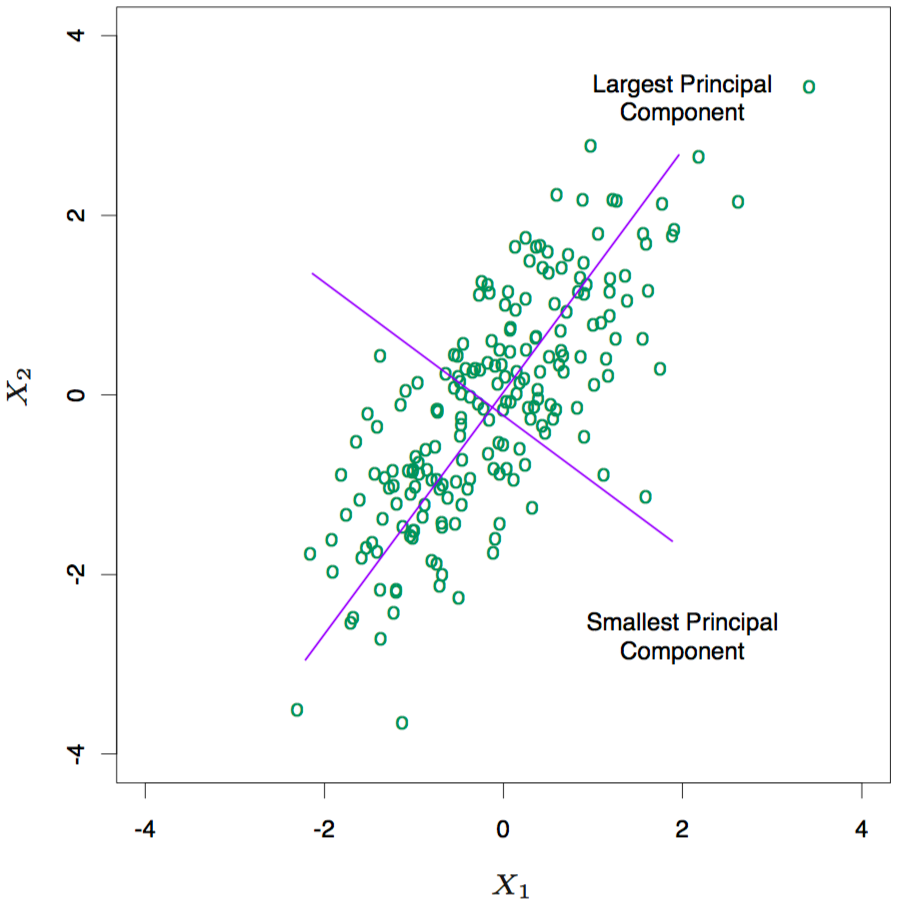 4
Largest Principal
Component
2
X2
0
-2
Smallest Principal
Component
-4
-4 -2 0 2 4
X1